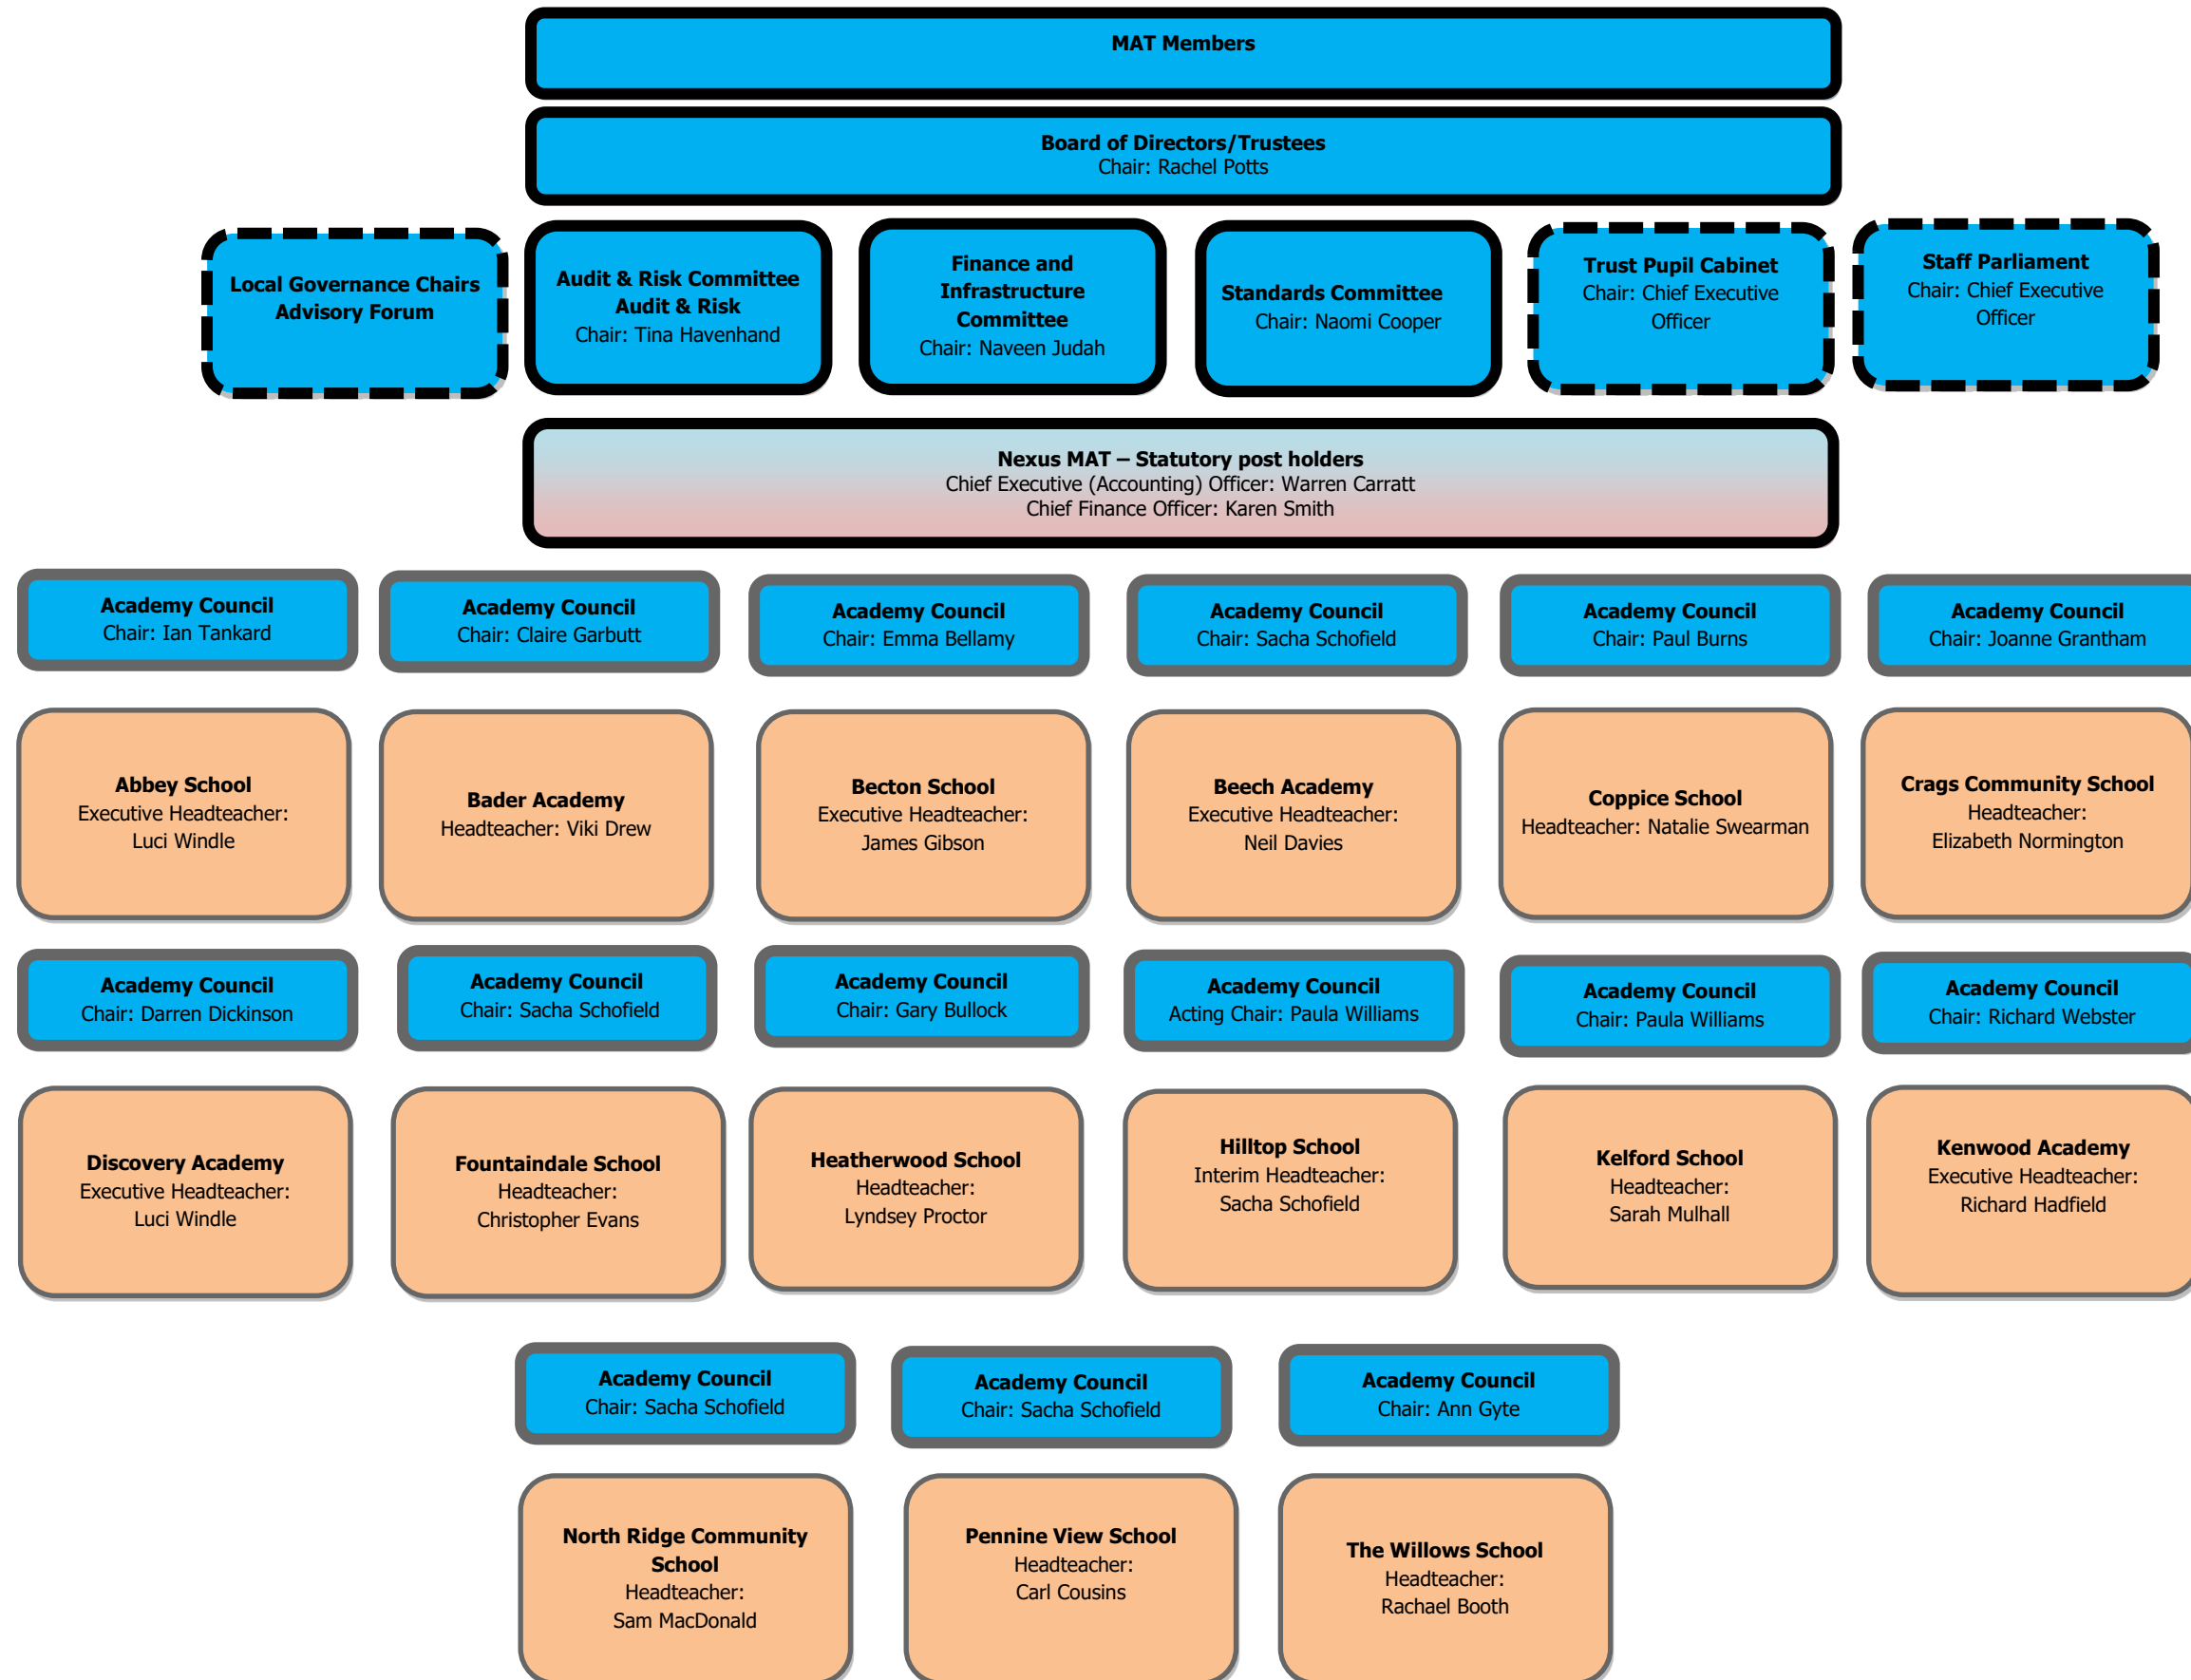 MAT Members
Board of Directors/Trustees
Chair: Rachel Potts
Local Governance Chairs
Advisory Forum
Audit & Risk Committee
Audit & Risk
Chair: Tina Havenhand
Finance and
Infrastructure
Committee
Chair: Naveen Judah
Standards Committee
Chair: Naomi Cooper
Trust Pupil Cabinet
Chair: Chief Executive
Officer
Staff Parliament
Chair: Chief Executive
Officer
Nexus MAT – Statutory post holders
Chief Executive (Accounting) Officer: Warren Carratt
Chief Finance Officer: Karen Smith
Academy Council
Chair: Ian Tankard
Academy Council
Chair: Claire Garbutt
Academy Council
Chair: Emma Bellamy
Academy Council
Chair: Sacha Schofield
Academy Council
Chair: Paul Burns
Academy Council
Chair: Joanne Grantham
Abbey School
Executive Headteacher:
Luci Windle
Bader Academy
Headteacher: Viki Drew
Becton School
Executive Headteacher:
James Gibson
Beech Academy
Executive Headteacher:
Neil Davies
Coppice School
Headteacher: Natalie Swearman
Crags Community School
Headteacher:
Elizabeth Normington
Academy Council
Chair: Darren Dickinson
Academy Council
Chair: Sacha Schofield
Academy Council
Chair: Gary Bullock
Academy Council
Acting Chair: Paula Williams
Academy Council
Chair: Paula Williams
Academy Council
Chair: Richard Webster
Discovery Academy
Executive Headteacher:
Luci Windle
Fountaindale School
Headteacher:
Christopher Evans
Heatherwood School
Headteacher:
Lyndsey Proctor
Hilltop School
Interim Headteacher:
Sacha Schofield
Kelford School
Headteacher:
Sarah Mulhall
Kenwood Academy
Executive Headteacher:
Richard Hadfield
Academy Council
Chair: Sacha Schofield
Academy Council
Chair: Sacha Schofield
Academy Council
Chair: Ann Gyte
North Ridge Community
School
Headteacher:
Sam MacDonald
Pennine View School
Headteacher:
Carl Cousins
The Willows School
Headteacher:
Rachael Booth